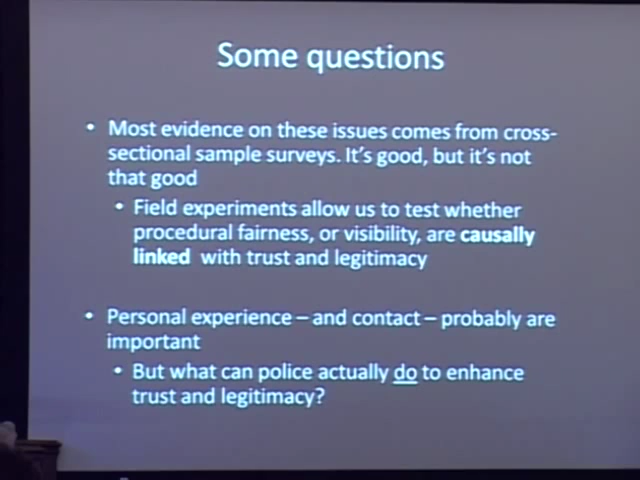 Some questions
• Most evidence on these issues comes from cross-
sectional sample surveys. It's good, but it's not
that good
• Field experiments allow us to test whether
procedural fairness, or visibility, are causally
linked with trust and legitimacy
• Personal experience – and contact – probably are
important
• But what can police actually do to enhance
trust and legitimacy?